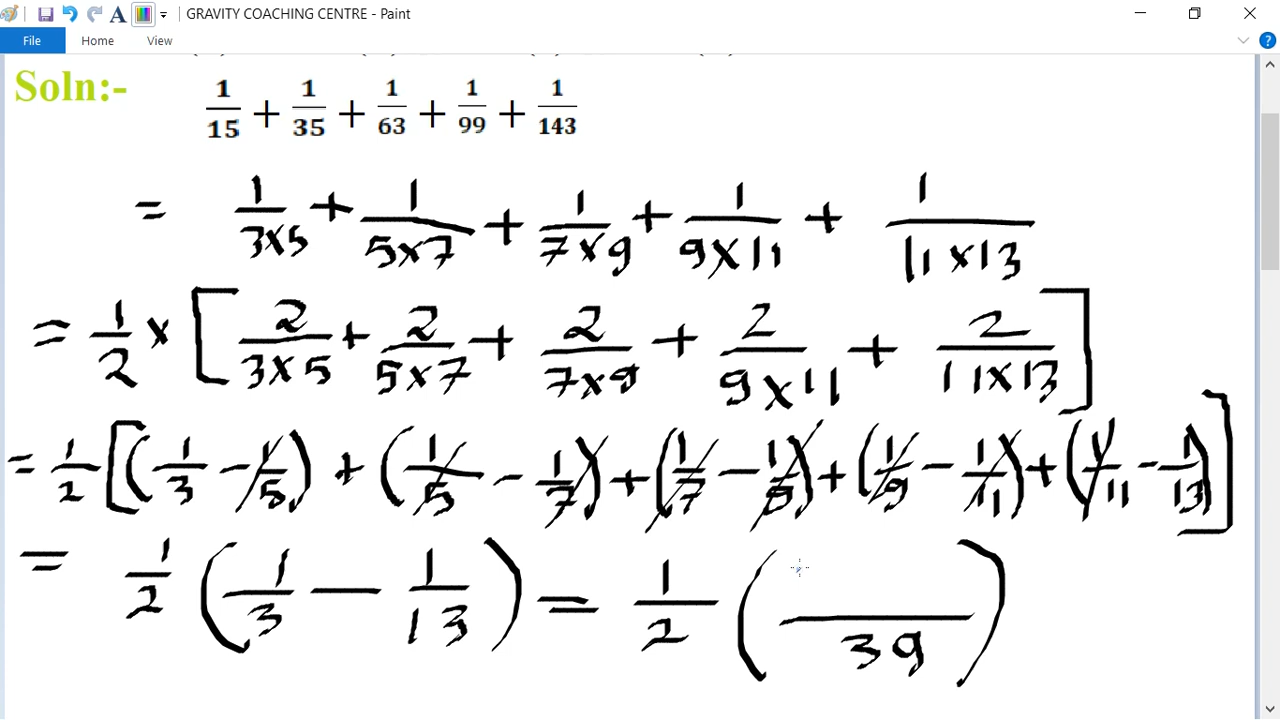 GRAVITY COACHING CENTRE - Paint
File Home View
Soln:- 1/15 + 1/35 + 1/63 + 1/99 + 1/143
= 1/3×5 + 1/5×7 + 1/7×9 + 1/9×11 + 1/11×13
= 1/2 × [2/3×5 + 2/5×7 + 2/7×9 + 2/9×11 + 2/11×13]
= 1/2 [(1/3 - 1/5) + (1/5 - 1/7) + (1/7 - 1/9) + (1/9 - 1/11) + (1/11 - 1/13)]
= 1/2 (1/3 - 1/13) = 1/2 ( /39)